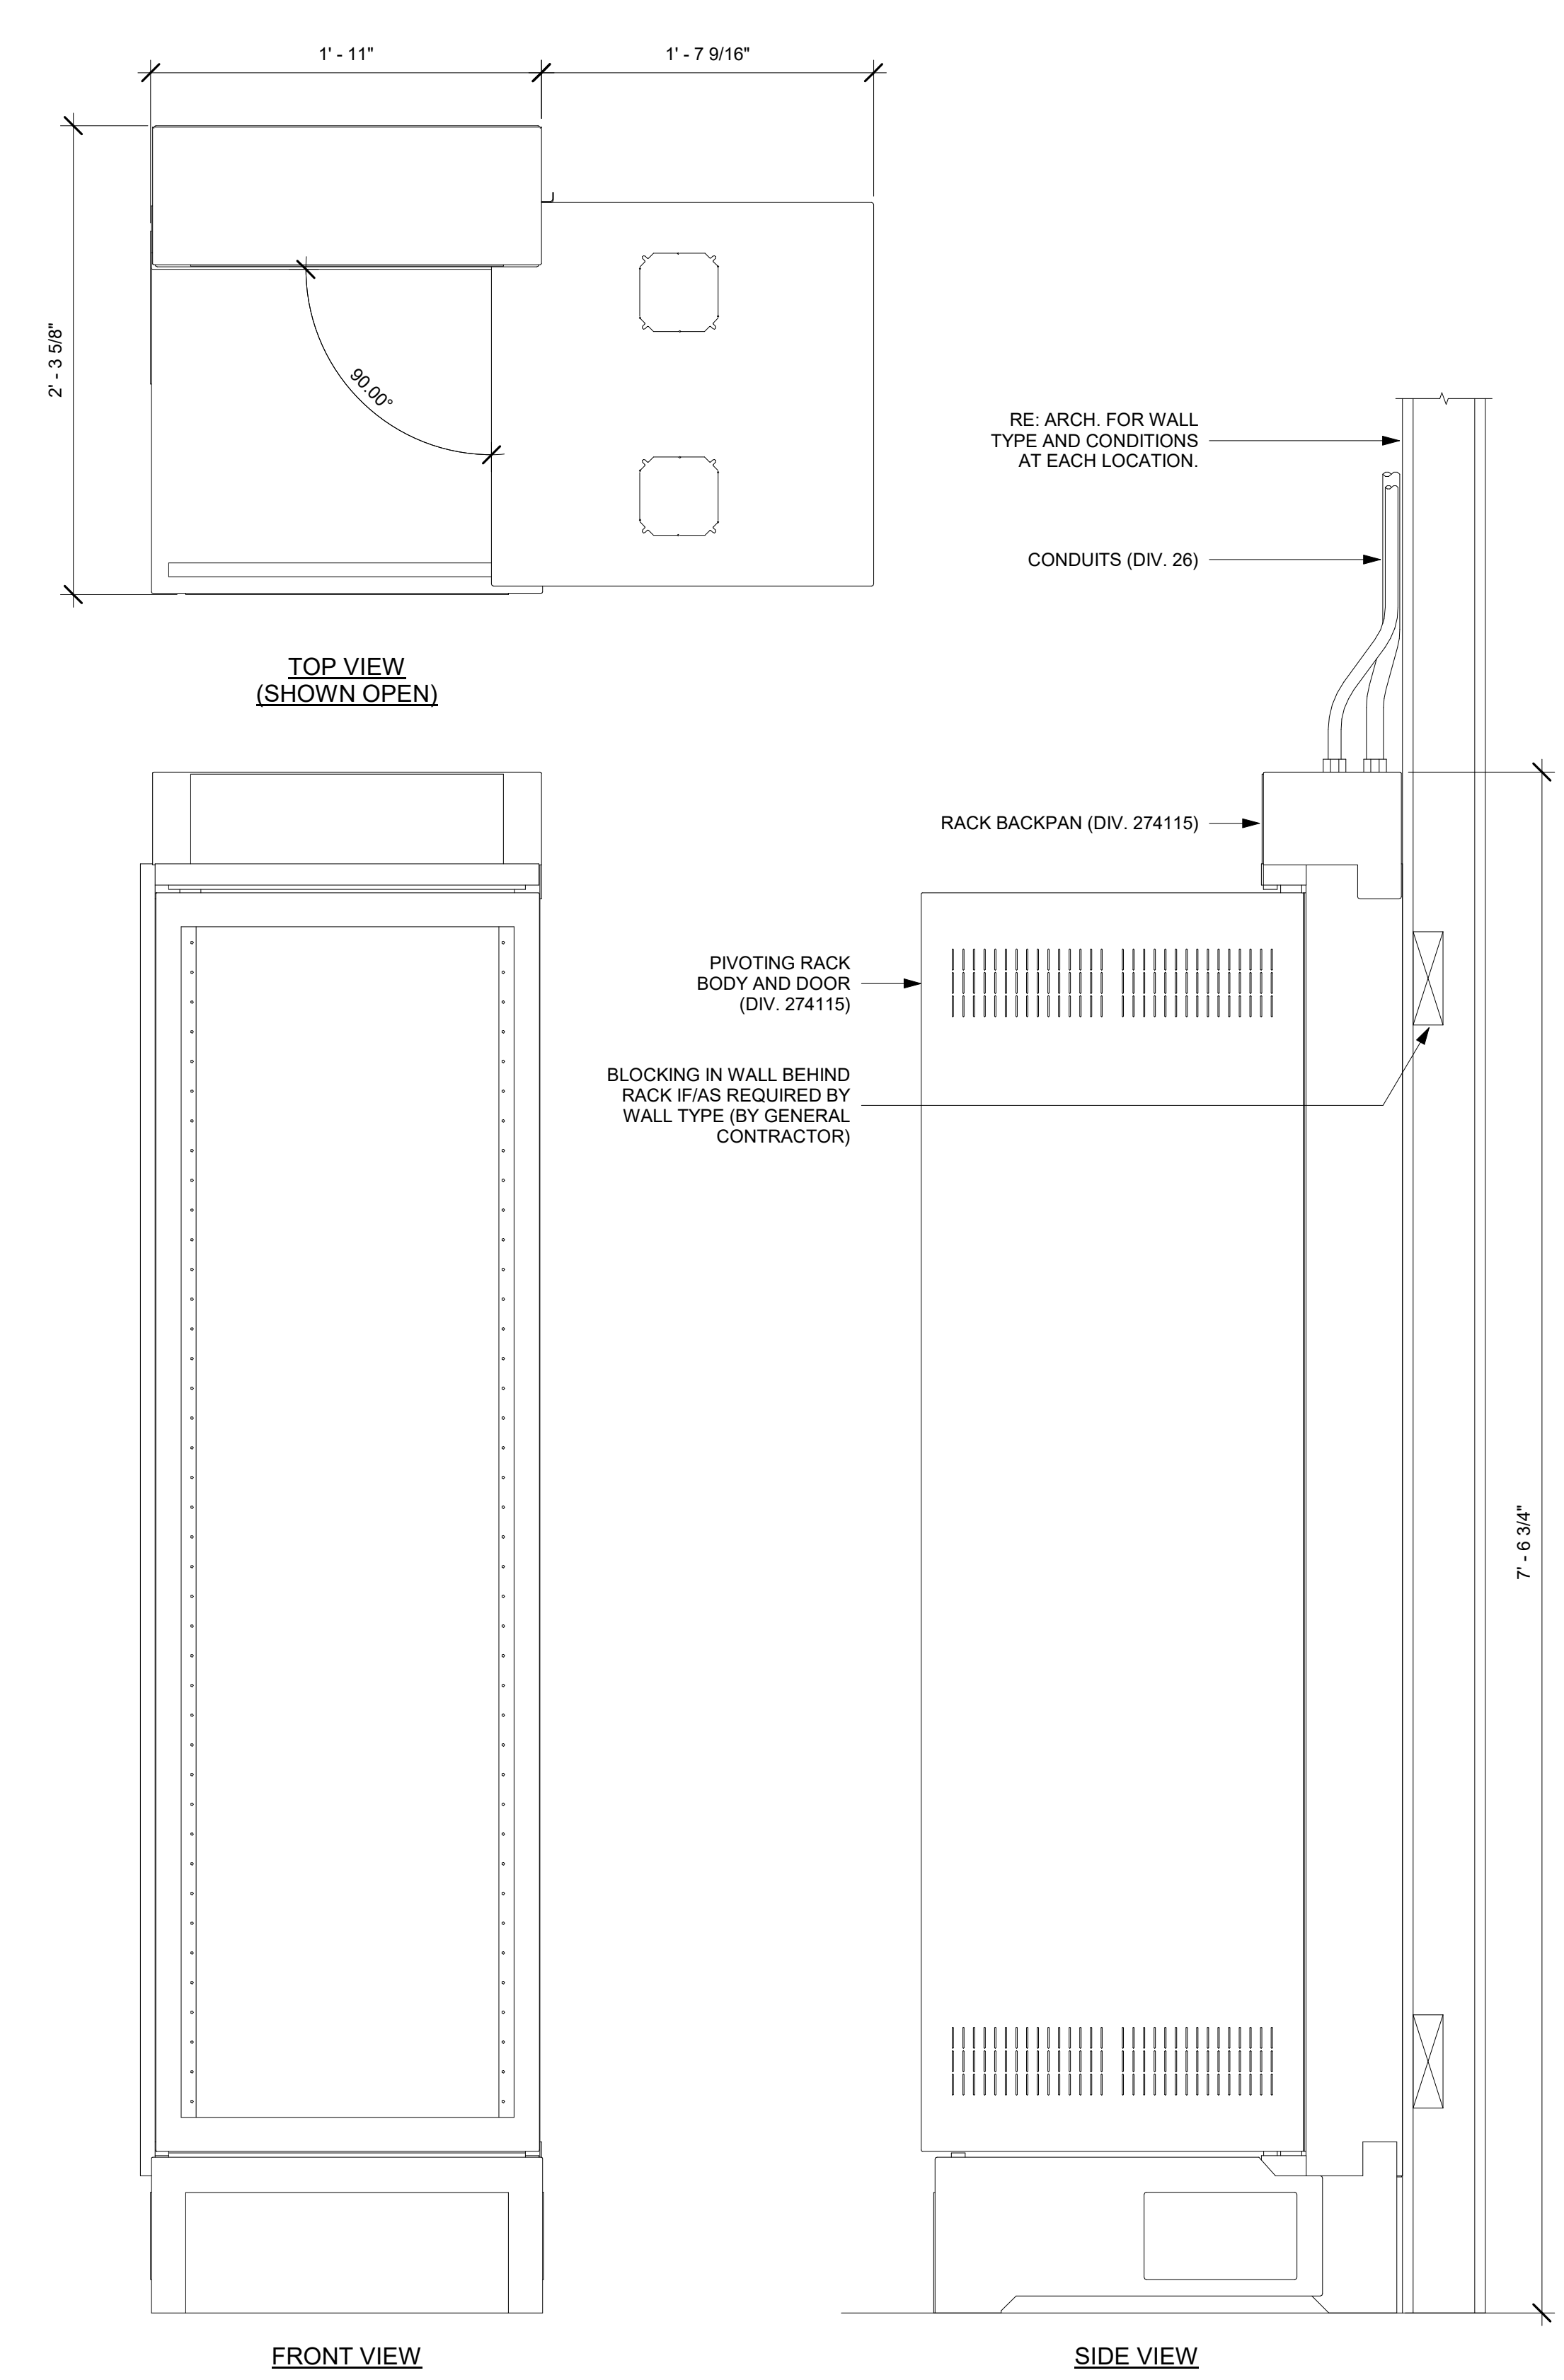 1' - 11"
1' - 7 9/16"
2' - 3 5/8"
90.00°
TOP VIEW
(SHOWN OPEN)
RE: ARCH. FOR WALL
TYPE AND CONDITIONS
AT EACH LOCATION.
CONDUITS (DIV. 26)
RACK BACKPAN (DIV. 274115)
PIVOTING RACK
BODY AND DOOR
(DIV. 274115)
BLOCKING IN WALL BEHIND
RACK IF/AS REQUIRED BY
WALL TYPE (BY GENERAL
CONTRACTOR)
7' - 6 3/4"
FRONT VIEW
SIDE VIEW